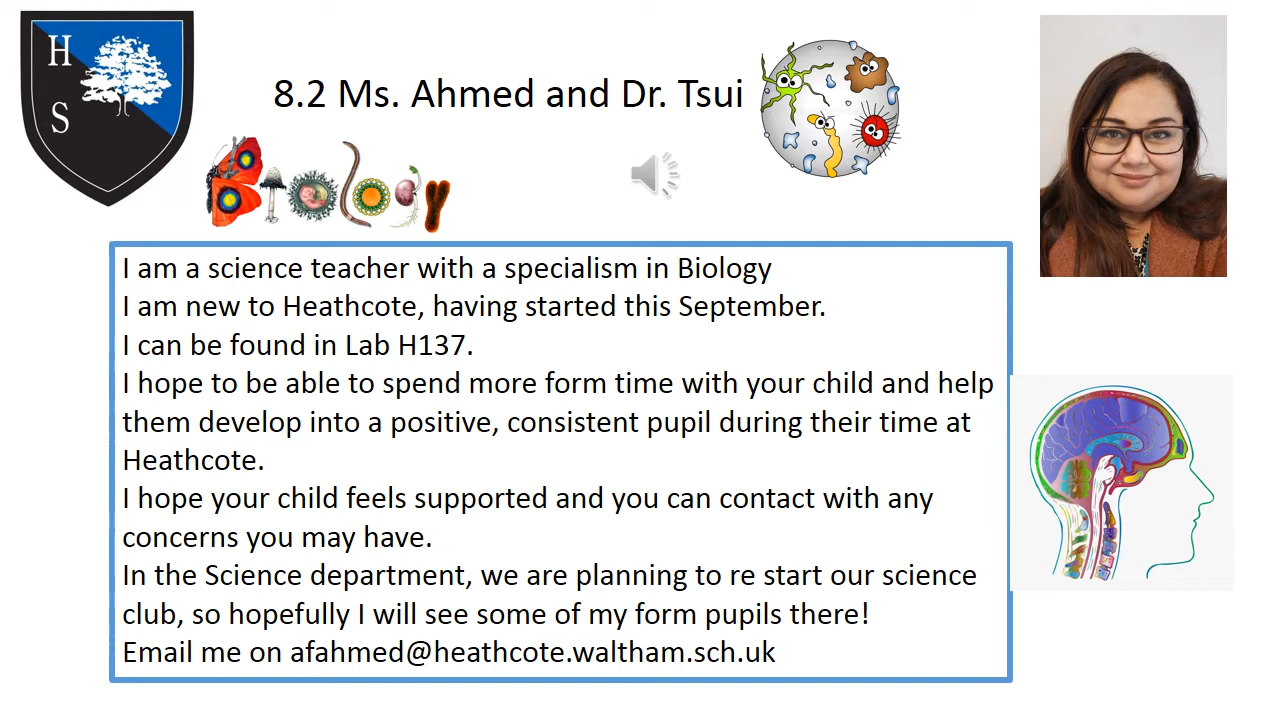 H
S
8.2 Ms. Ahmed and Dr. Tsui
Biology
I am a science teacher with a specialism in Biology
I am new to Heathcote, having started this September.
I can be found in Lab H137.
I hope to be able to spend more form time with your child and help
them develop into a positive, consistent pupil during their time at
Heathcote.
I hope your child feels supported and you can contact with any
concerns you may have.
In the Science department, we are planning to re start our science
club, so hopefully I will see some of my form pupils there!
Email me on afahmed@heathcote.waltham.sch.uk